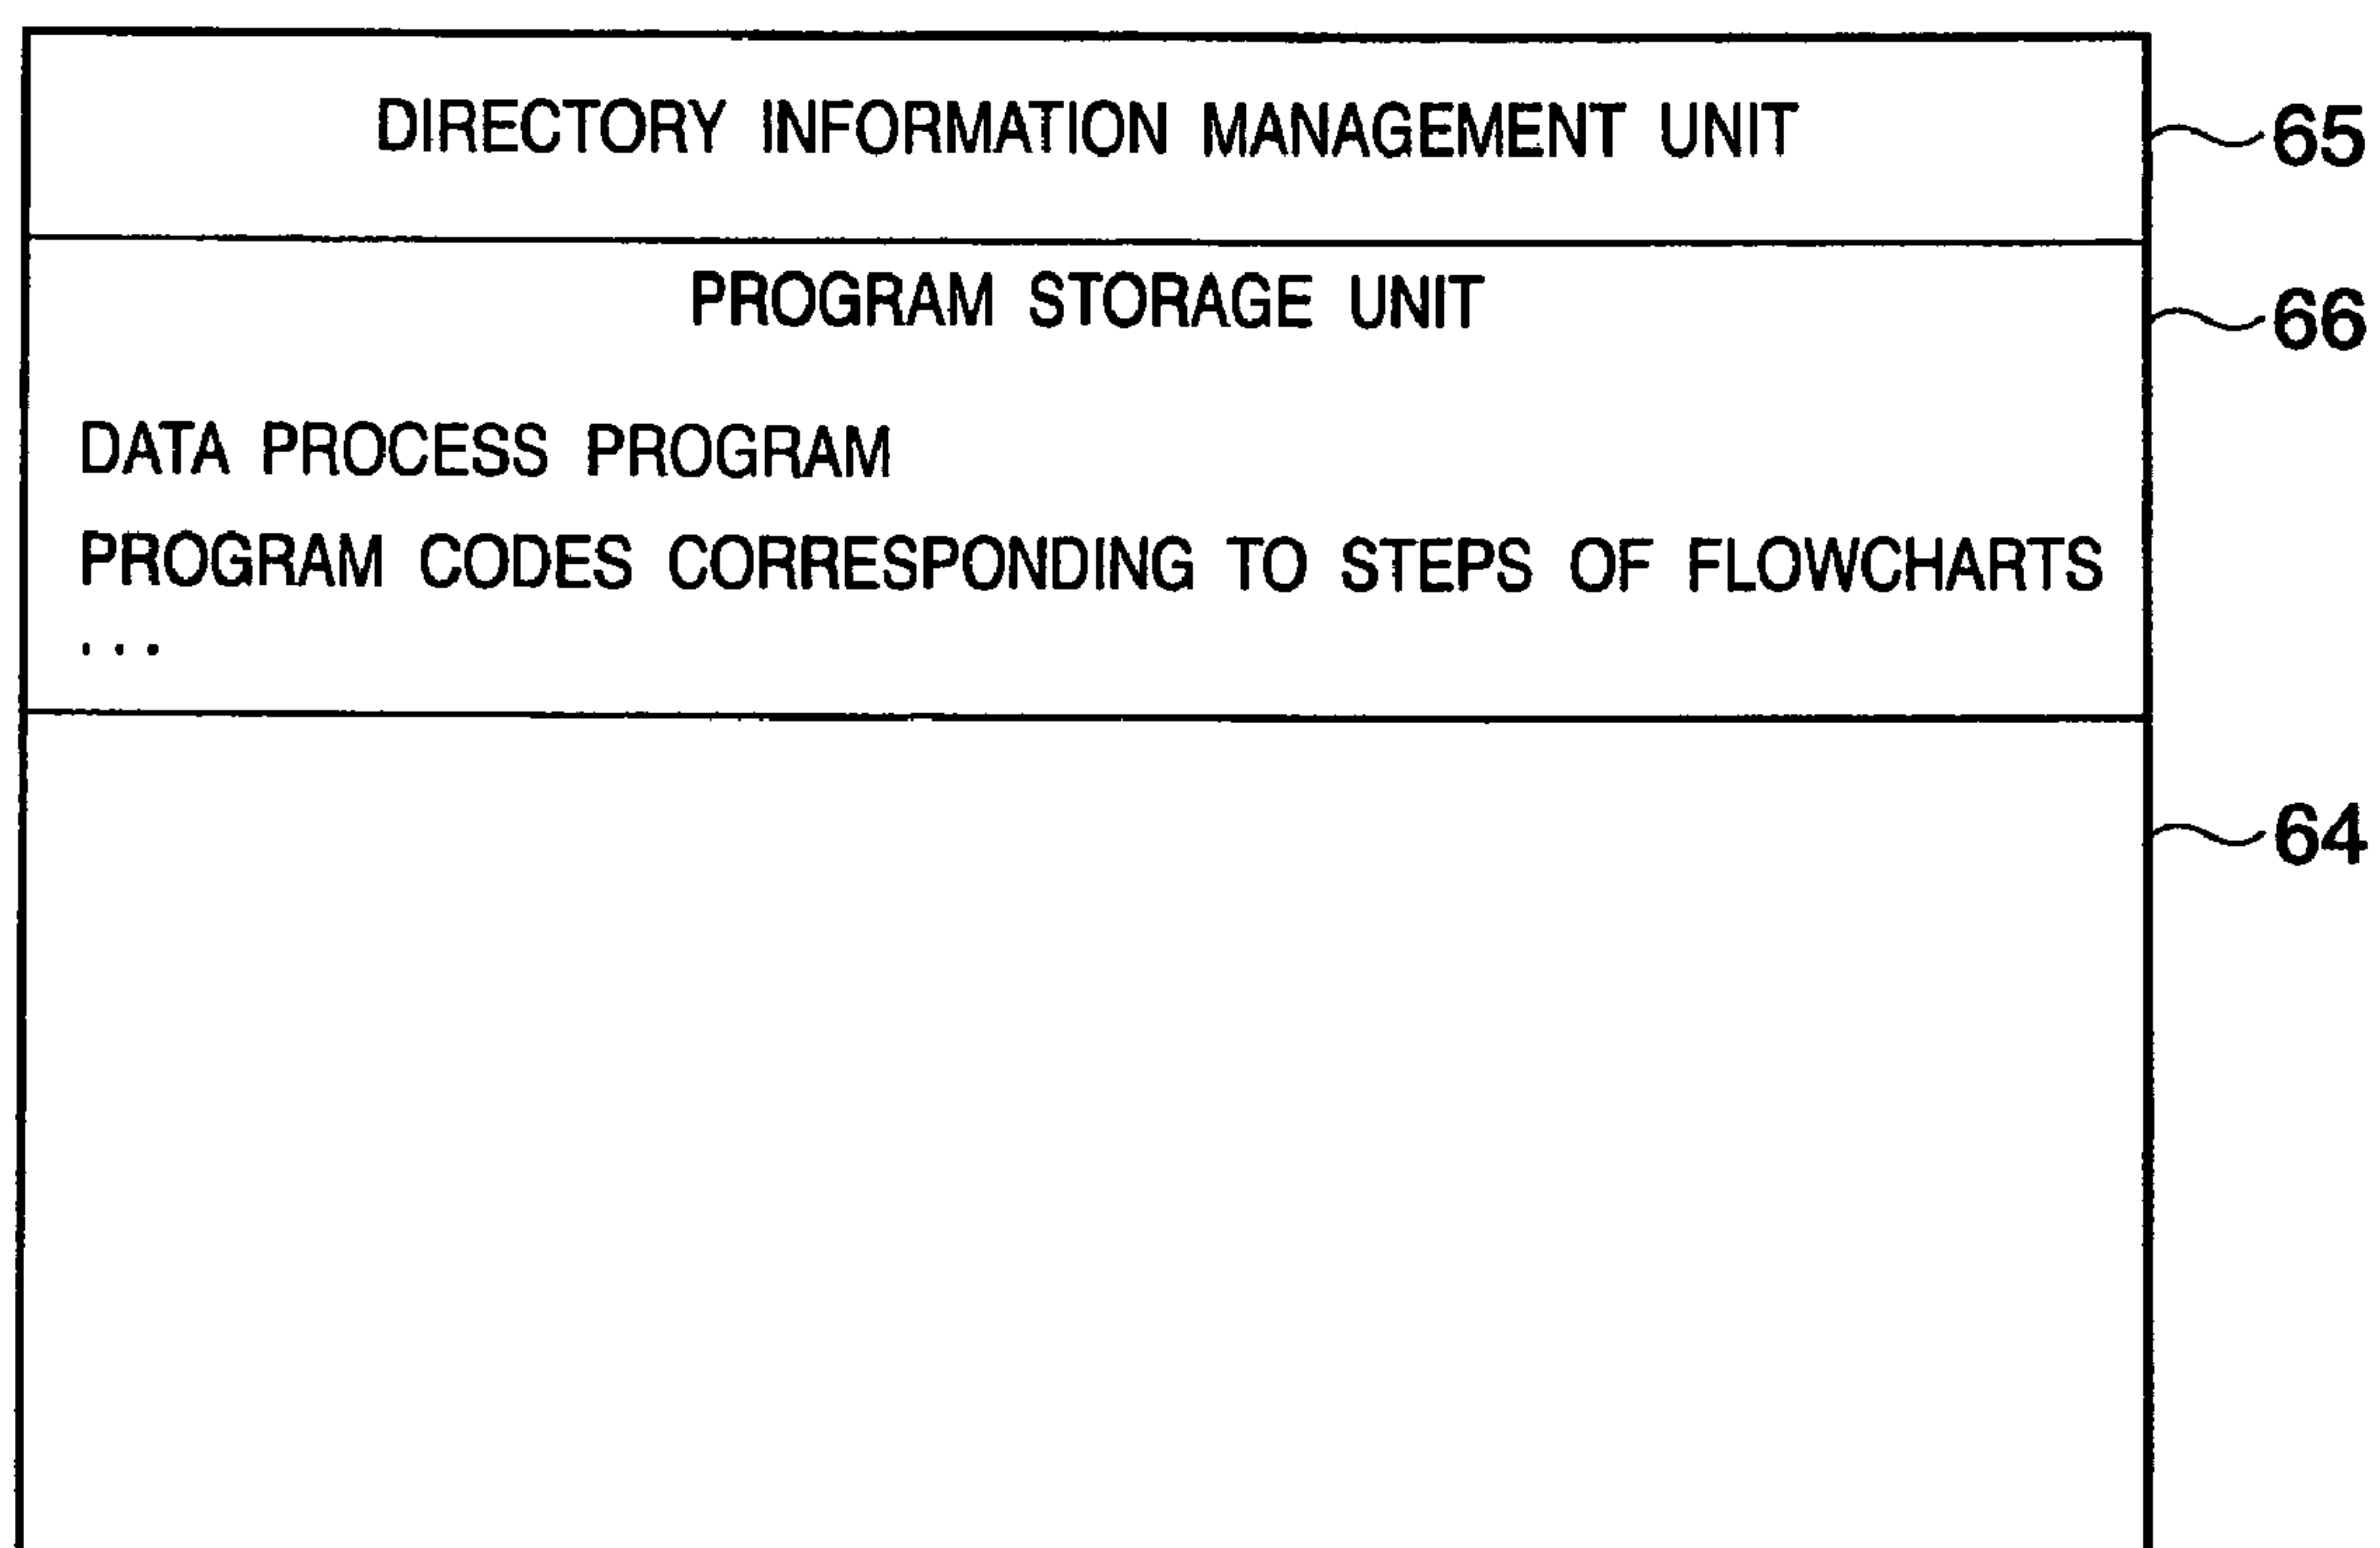 DIRECTORY INFORMATION MANAGEMENT UNIT
65
PROGRAM STORAGE UNIT
66
DATA PROCESS PROGRAM
PROGRAM CODES CORRESPONDING TO STEPS OF FLOWCHARTS
...
64